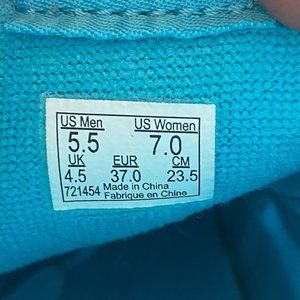 US Men US Women
5.5 7.0
UK EUR CM
4.5 37.0 23.5
721454 Made in China
Fabriqué en Chine